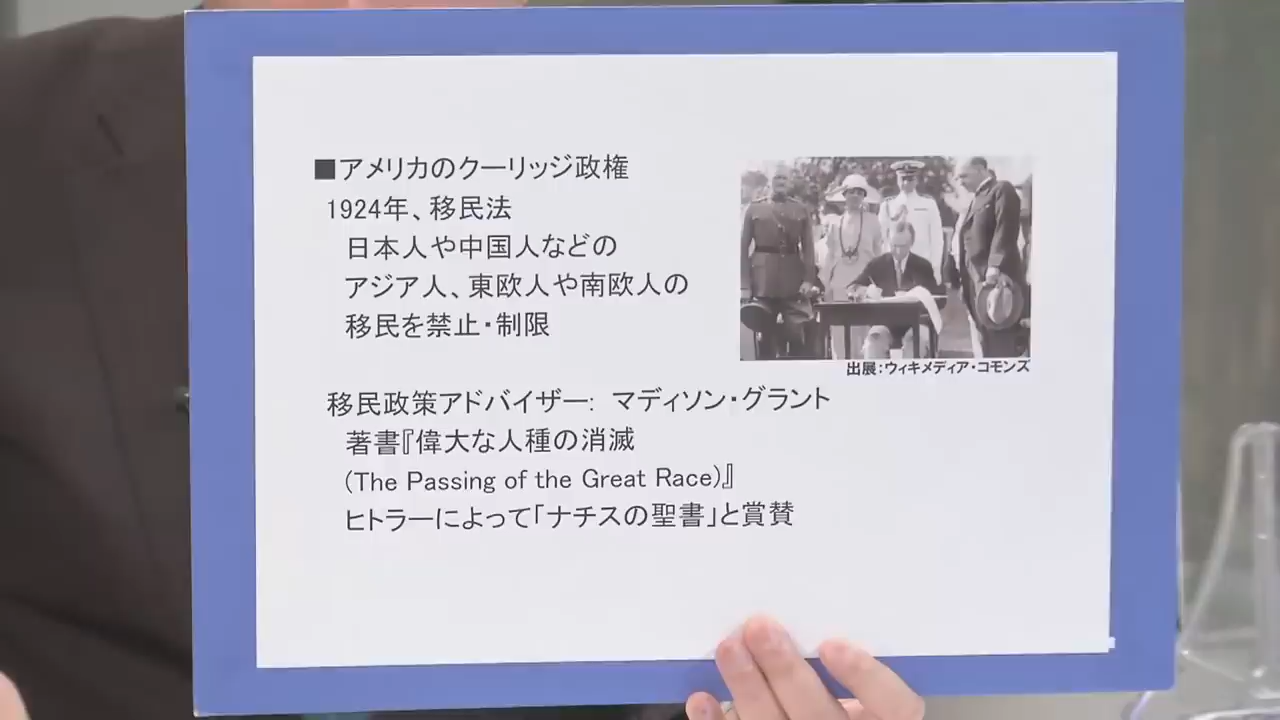 ■アメリカのクーリッジ政権
1924年、移民法
日本人や中国人などの
アジア人、東欧人や南欧人の
移民を禁止・制限
出展：ウィキメディア・コモンズ
移民政策アドバイザー: マディソン・グラント
著書『偉大な人種の消滅
(The Passing of the Great Race)』
ヒトラーによって「ナチスの聖書」と賞賛